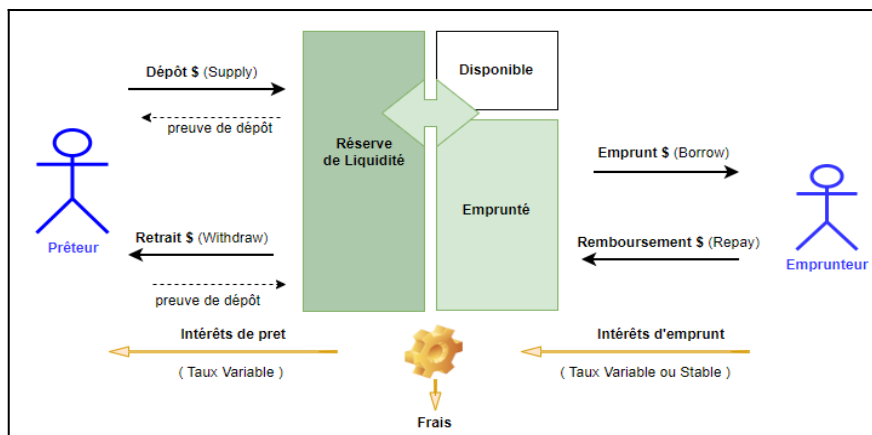 Dépôt $ (Supply)
preuve de dépôt
Prêteur
Retrait $ (Withdraw)
preuve de dépôt
Réserve
de Liquidité
Disponible
Emprunté
Emprunt $ (Borrow)
Remboursement $ (Repay)
Emprunteur
Intérêts de pret
( Taux Variable )
Intérêts d'emprunt
( Taux Variable ou Stable )
Frais